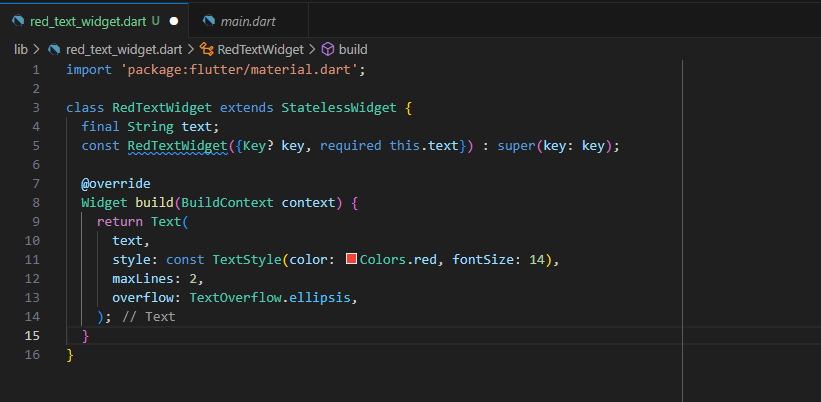 red_text_widget.dart U
main.dart
lib > red_text_widget.dart > RedTextWidget > build
1 import 'package:flutter/material.dart';
2
3 class RedTextWidget extends StatelessWidget {
4   final String text;
5   const RedTextWidget({Key? key, required this.text}) : super(key: key);
6
7   @override
8   Widget build(BuildContext context) {
9     return Text(
10       text,
11       style: const TextStyle(color: Colors.red, fontSize: 14),
12       maxLines: 2,
13       overflow: TextOverflow.ellipsis,
14     ); // Text
15   }
16 }